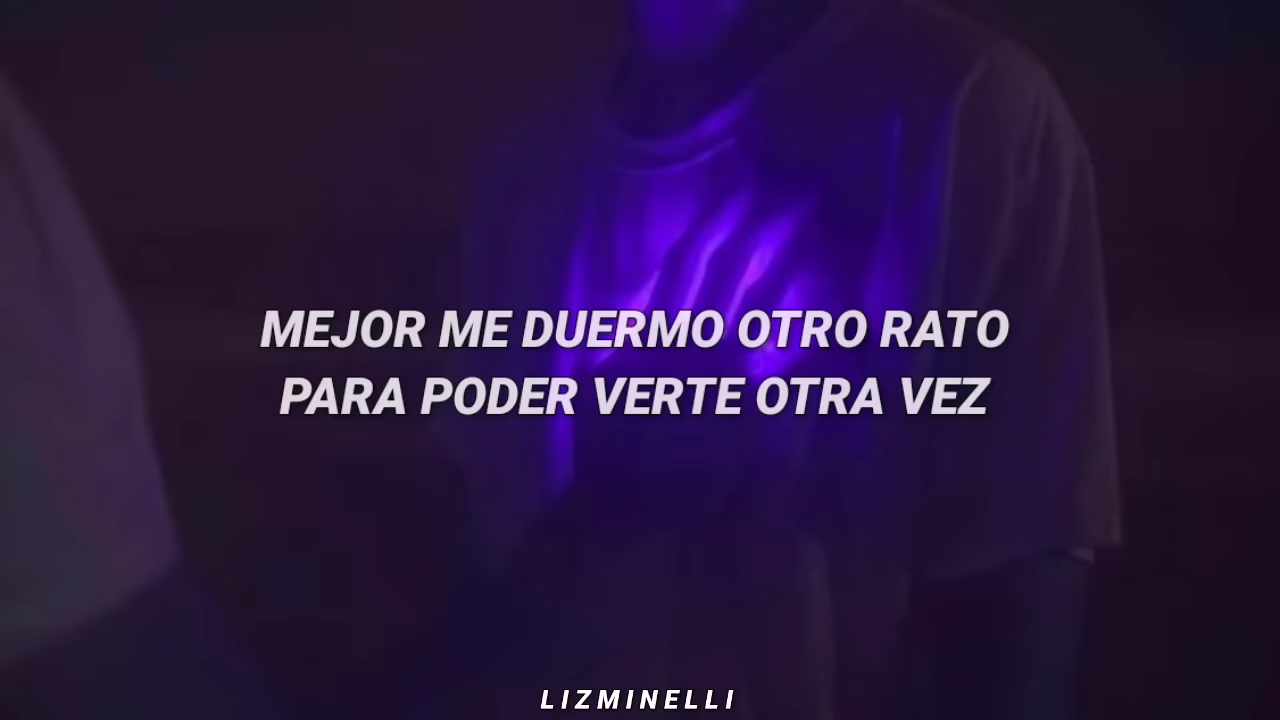 MEJOR ME DUERMO OTRO RATO
PARA PODER VERTE OTRA VEZ
LIZMINELLI